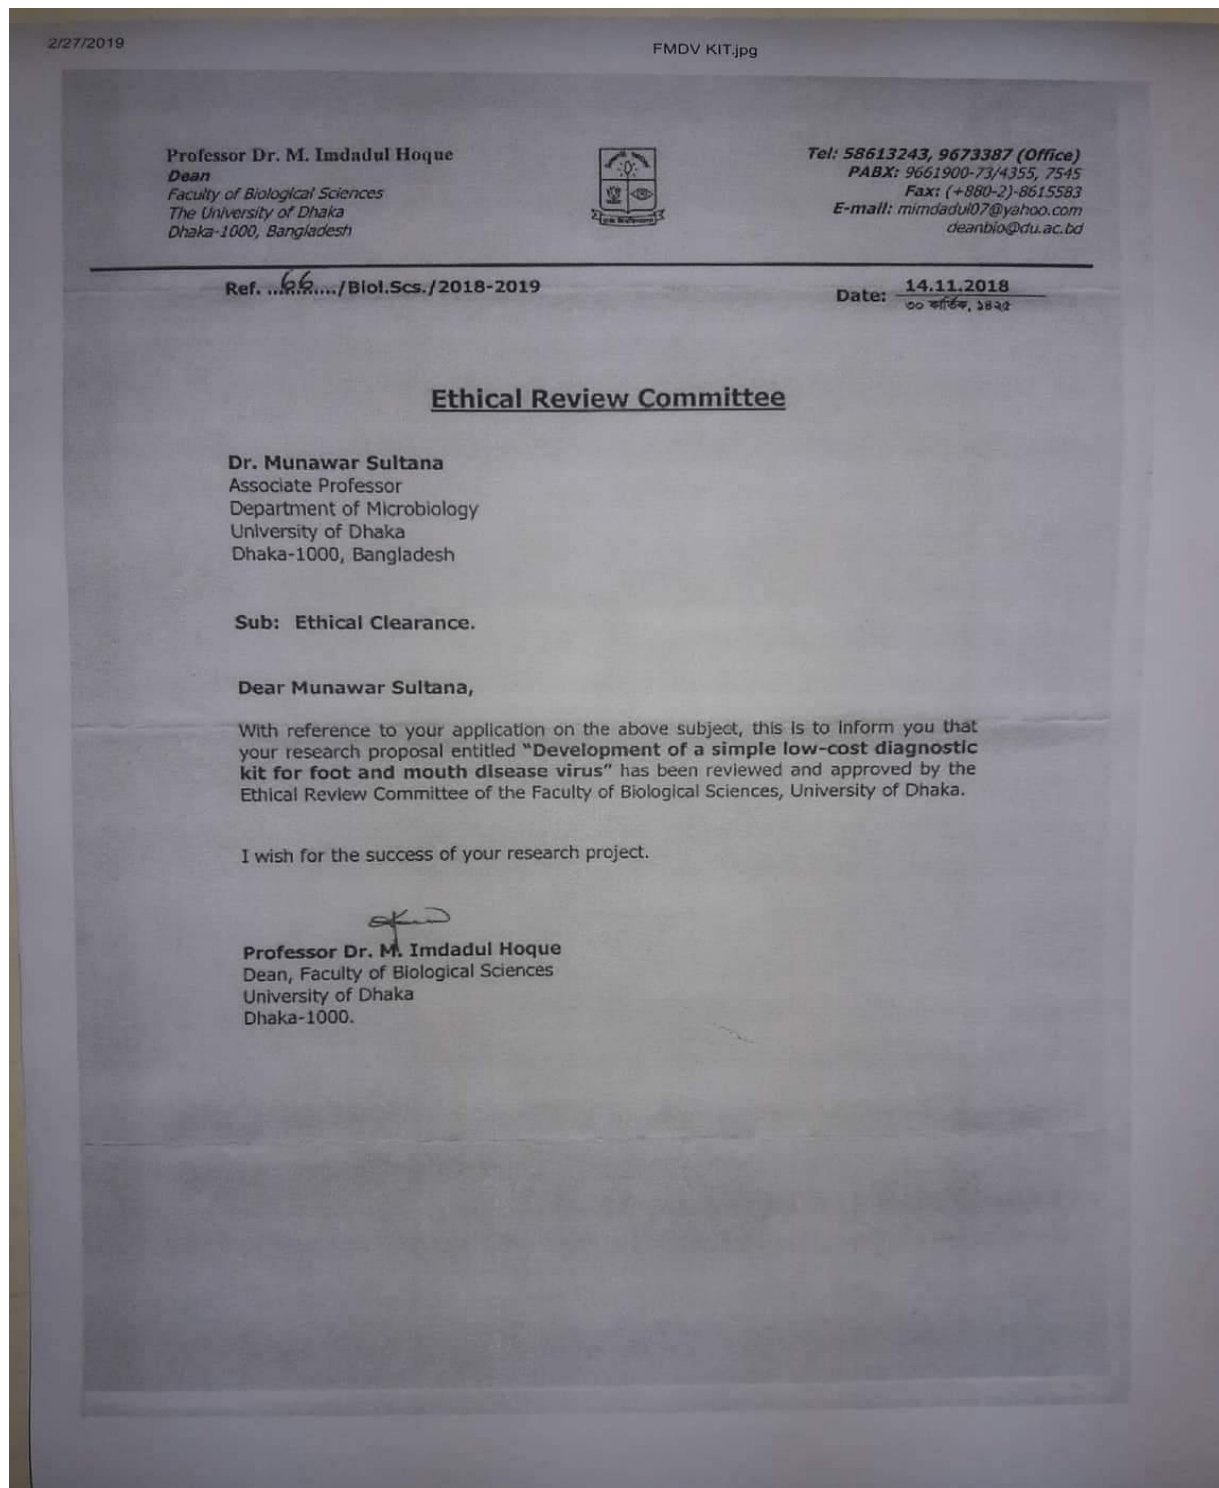 2/27/2019
FMDV KIT.jpg
Professor Dr. M. Imdadul Hoque
Dean
Faculty of Biological Sciences
The University of Dhaka
Dhaka-1000, Bangladesh
Tel: 58613243, 9673387 (Office)
PABX: 9661900-73/4355, 7545
Fax: (+880-2)-8615583
E-mail: mimdadul07@yahoo.com
deanbio@du.ac.bd
Ref. ...66..../Biol.Scs./2018-2019
Date: 14.11.2018
৩০ কার্তিক, ১৪২৫
Ethical Review Committee
Dr. Munawar Sultana
Associate Professor
Department of Microbiology
University of Dhaka
Dhaka-1000, Bangladesh
Sub: Ethical Clearance.
Dear Munawar Sultana,
With reference to your application on the above subject, this is to inform you that
your research proposal entitled "Development of a simple low-cost diagnostic
kit for foot and mouth disease virus" has been reviewed and approved by the
Ethical Review Committee of the Faculty of Biological Sciences, University of Dhaka.
I wish for the success of your research project.
Professor Dr. M. Imdadul Hoque
Dean, Faculty of Biological Sciences
University of Dhaka
Dhaka-1000.